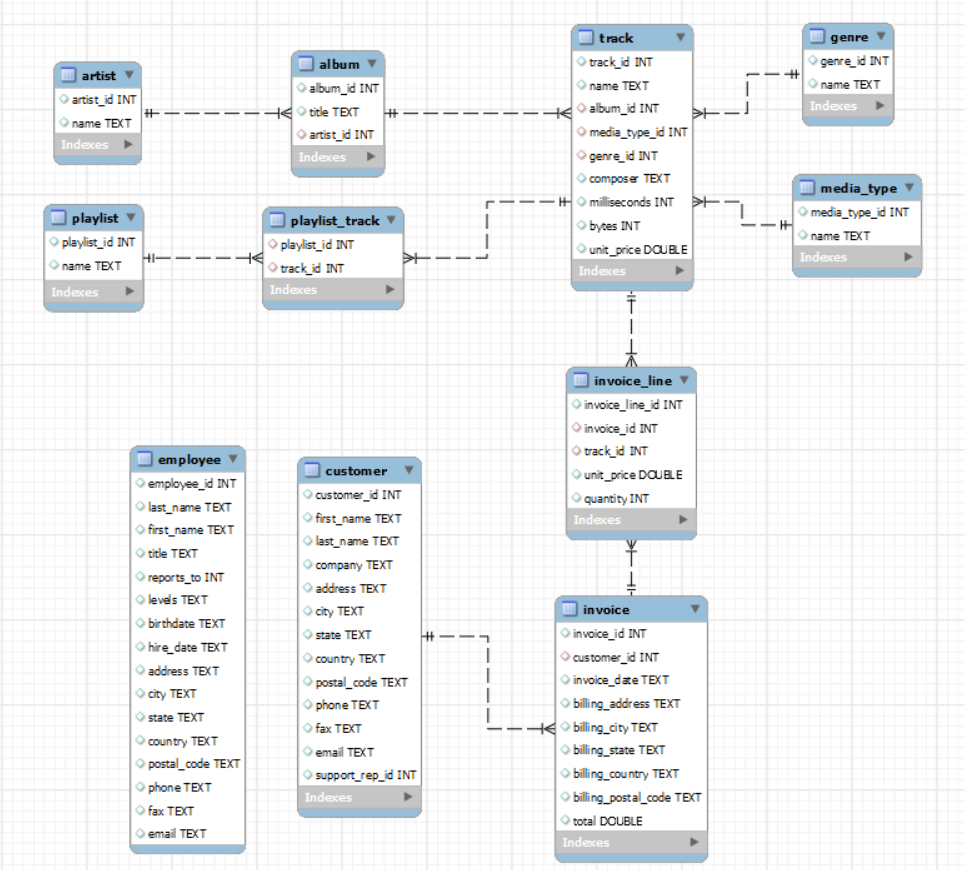 artist
artist_id INT
name TEXT
Indexes
album
album_id INT
title TEXT
artist_id INT
Indexes
track
track_id INT
name TEXT
album_id INT
media_type_id INT
genre_id INT
composer TEXT
milliseconds INT
bytes INT
unit_price DOUBLE
Indexes
genre
genre_id INT
name TEXT
Indexes
playlist
playlist_id INT
name TEXT
Indexes
playlist_track
playlist_id INT
track_id INT
Indexes
media_type
media_type_id INT
name TEXT
Indexes
invoice_line
invoice_line_id INT
invoice_id INT
track_id INT
unit_price DOUBLE
quantity INT
Indexes
employee
employee_id INT
last_name TEXT
first_name TEXT
title TEXT
reports_to INT
levels TEXT
birthdate TEXT
hire_date TEXT
address TEXT
city TEXT
state TEXT
country TEXT
postal_code TEXT
phone TEXT
fax TEXT
email TEXT
customer
customer_id INT
first_name TEXT
last_name TEXT
company TEXT
address TEXT
city TEXT
state TEXT
country TEXT
postal_code TEXT
phone TEXT
fax TEXT
email TEXT
support_rep_id INT
Indexes
invoice
invoice_id INT
customer_id INT
invoice_date TEXT
billing_address TEXT
billing_city TEXT
billing_state TEXT
billing_country TEXT
billing_postal_code TEXT
total DOUBLE
Indexes